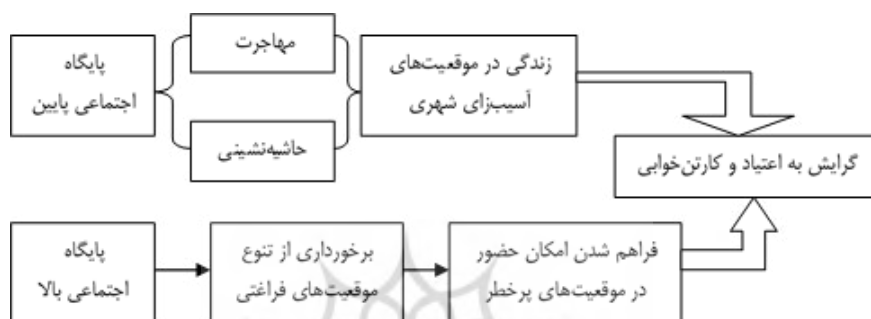 پایگاه
اجتماعی پایین
مهاجرت
حاشیه‌نشینی
زندگی در موقعیت‌های
آسیب‌زای شهری
گرایش به اعتیاد و کارتن‌خوابی
پایگاه
اجتماعی بالا
برخورداری از تنوع
موقعیت‌های فراغتی
فراهم شدن امکان حضور
در موقعیت‌های پرخطر